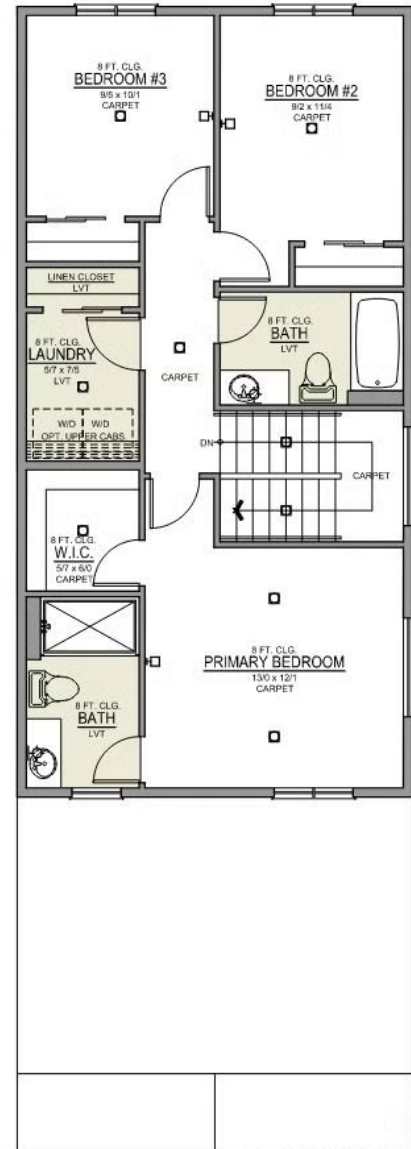 8 FT. CLG.
BEDROOM #3
9/5 x 10/1
CARPET
8 FT. CLG.
BEDROOM #2
9/2 x 11/4
CARPET
LINEN CLOSET
LVT
8 FT. CLG.
LAUNDRY
5/7 x 7/5
LVT
W/D W/D
OPT. UPPER CABS.
CARPET
8 FT. CLG.
BATH
LVT
DN
CARPET
8 FT. CLG.
W.I.C.
5/7 x 6/0
CARPET
8 FT. CLG.
PRIMARY BEDROOM
13/0 x 12/1
CARPET
8 FT. CLG.
BATH
LVT